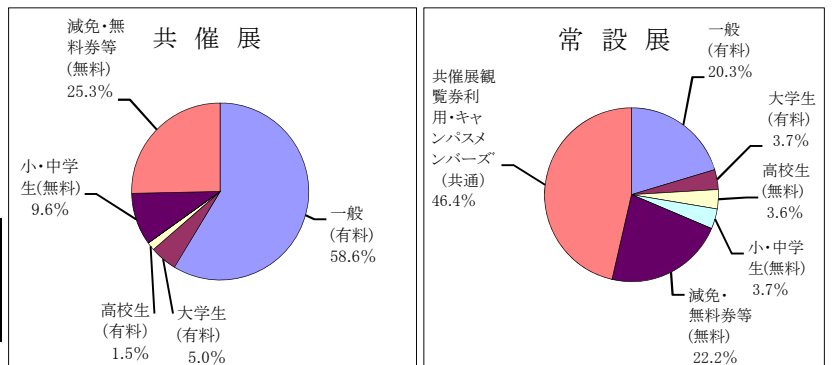 共催展
減免・無
料券等
(無料)
25.3%
小・中学
生(無料)
9.6%
高校生
(有料)
1.5%
大学生
(有料)
5.0%
一般
(有料)
58.6%
常設展
共催展観
覧券利
用・キャ
ンパスメ
ンバーズ
(共通)
46.4%
一般
(有料)
20.3%
大学生
(有料)
3.7%
高校生
(無料)
3.6%
小・中学
生(無料)
3.7%
減免・
無料券等
(無料)
22.2%